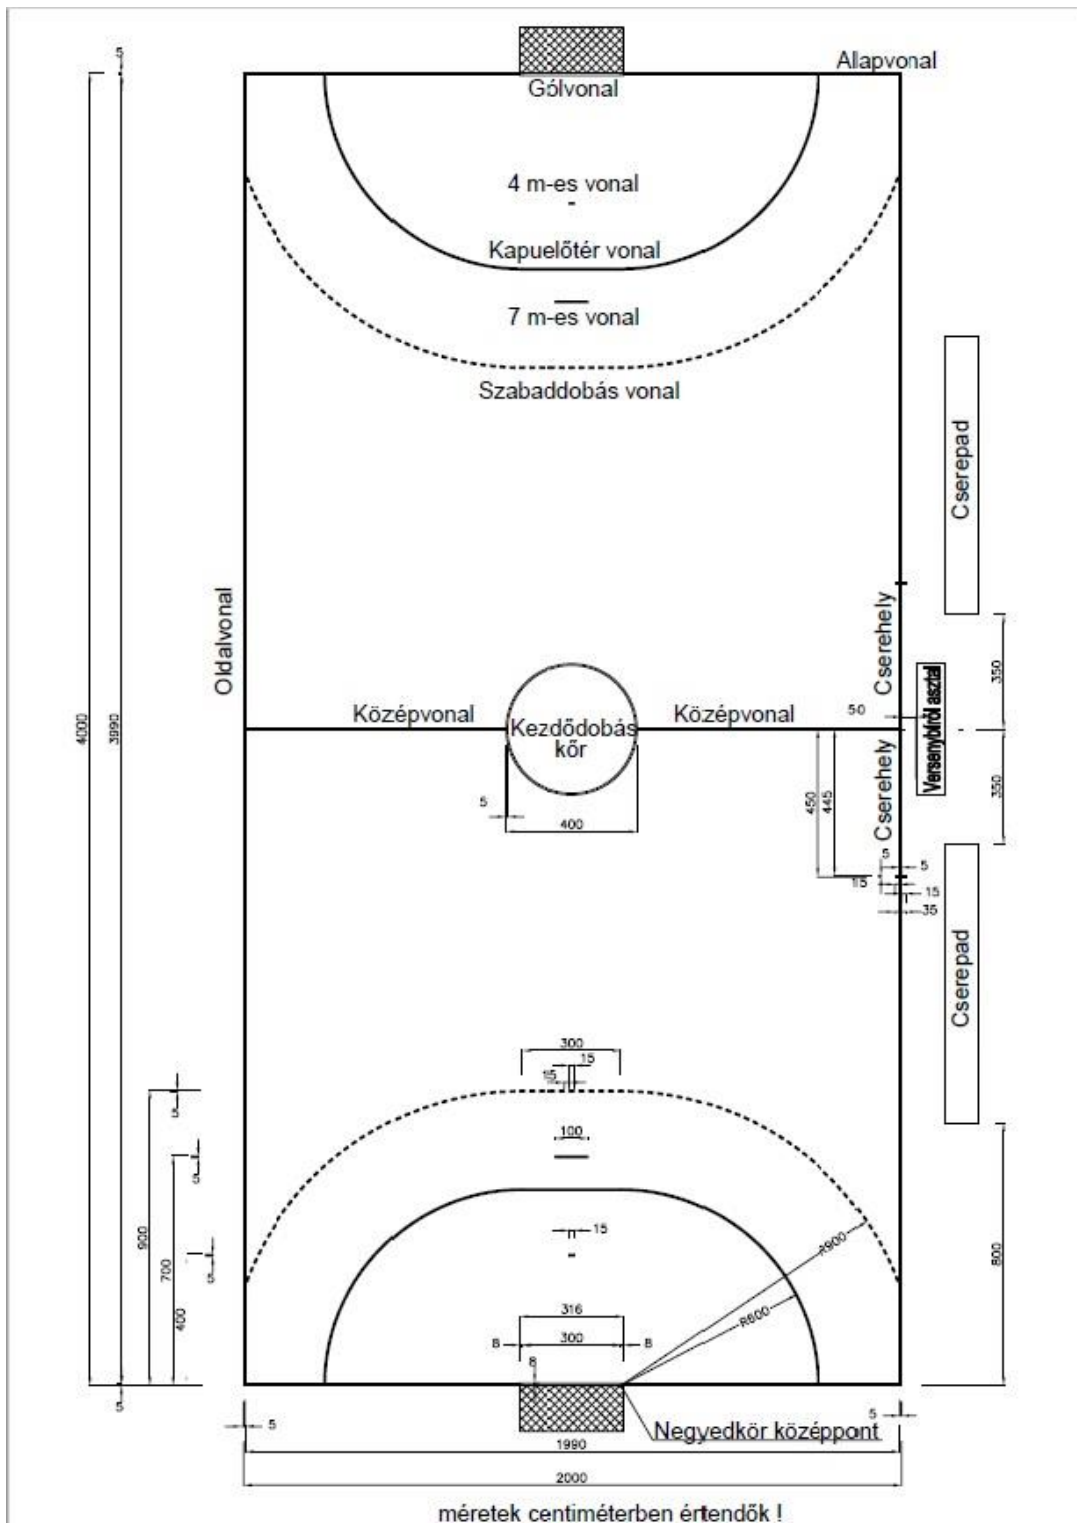 5
Allapvonal
Gólvonal
4 m-es vonal
Kapuelőtér vonal
7 m-es vonal
Szabaddobás vonal
Cserepad
Oldalvonal
Cserehely
350
4000
3990
Középvonal
Középvonal
50
Versenybírói asztal
Kezdődobás
kőr
Cserehely
350
450
445
5
400
5
5
15
15
35
Cserepad
300
15
15
5
100
5
900
700
400
5
15
R900
R600
800
316
8
300
8
8
5
5
5
Negyedkör középpont
1990
2000
méretek centiméterben értendők !